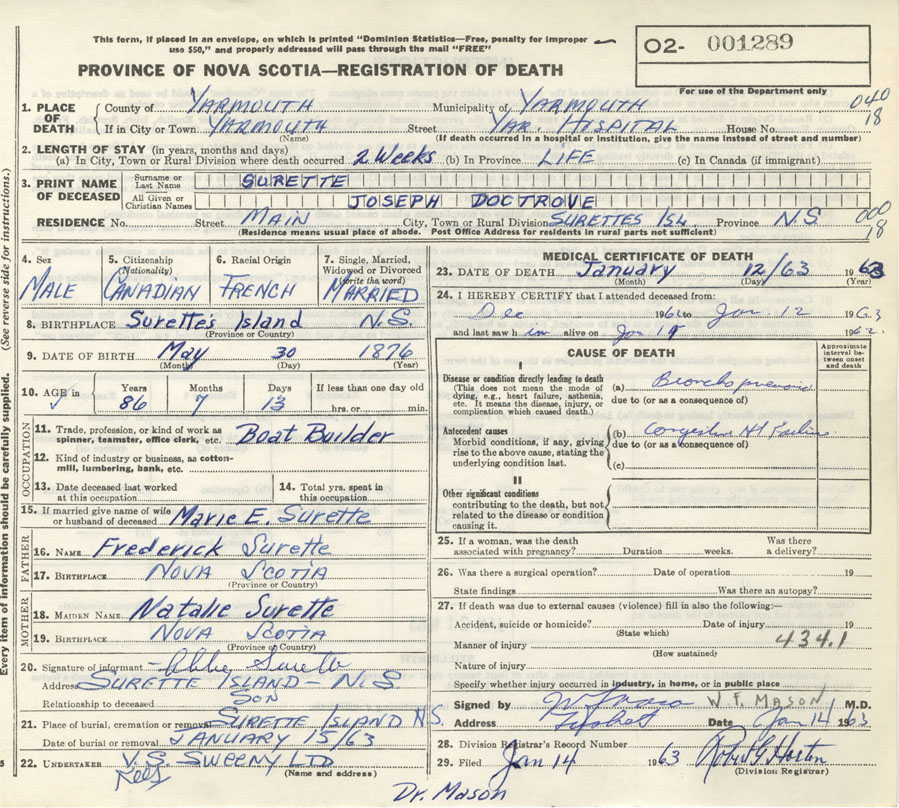 This form, if placed in an envelope, on which is printed "Dominion Statistics—Free, penalty for improper
use $50," and properly addressed will pass through the mail "FREE"
O2- 001289
PROVINCE OF NOVA SCOTIA—REGISTRATION OF DEATH
For use of the Department only
1. PLACE OF DEATH { County of YARMOUTH Municipality of YARMOUTH 040
If in City or Town YARMOUTH Street YAR. HOSPITAL House No. 18
(Name) (If death occurred in a hospital or institution, give the name instead of street and number)
2. LENGTH OF STAY (in years, months and days)
(a) In City, Town or Rural Division where death occurred 2 Weeks (b) In Province LIFE (c) In Canada (if immigrant)
3. PRINT NAME OF DECEASED Surname or Last Name SURETTE
All Given or Christian Names JOSEPH DOCTROVE
RESIDENCE No. Street MAIN City, Town or Rural Division SURETTES ISL. Province N.S 000
(Residence means usual place of abode. Post Office Address for residents in rural parts not sufficient) 18
(See reverse side for instructions.)
Every item of information should be carefully supplied.
4. Sex MALE
5. Citizenship (Nationality) CANADIAN
6. Racial Origin FRENCH
7. Single, Married, Widowed or Divorced (Write the word) MARRIED
8. BIRTHPLACE Surette's Island N.S.
(Province or Country)
9. DATE OF BIRTH May 30 1876
(Month) (Day) (Year)
10. AGE in Years 86 Months 7 Days 13 If less than one day old hrs. or min.
OCCUPATION
11. Trade, profession, or kind of work as spinner, teamster, office clerk, etc. Boat Builder
12. Kind of industry or business, as cotton-mill, lumbering, bank, etc.
13. Date deceased last worked at this occupation
14. Total yrs. spent in this occupation
15. If married give name of wife or husband of deceased Marie E. Surette
FATHER
16. NAME Frederick Surette
17. BIRTHPLACE NOVA SCOTIA
(Province or Country)
MOTHER
18. MAIDEN NAME Natalie Surette
19. BIRTHPLACE NOVA SCOTIA
(Province or Country)
20. Signature of informant Surette
Address SURETTE ISLAND - N.S
Relationship to deceased SON
21. Place of burial, cremation or removal SURETTE ISLAND N.S.
Date of burial or removal JANUARY 15/63
22. UNDERTAKER V.S. SWEENY LTD
(Name and address)
MEDICAL CERTIFICATE OF DEATH
23. DATE OF DEATH January 12/63 1963
(Month) (Day) (Year)
24. I HEREBY CERTIFY that I attended deceased from:
Dec to Jan. 12 1963
and last saw him alive on Jan
CAUSE OF DEATH
Approximate interval between onset and death
I
Disease or condition directly leading to death
(This does not mean the mode of dying, e.g., heart failure, asthenia, etc. It means the disease, injury, or complication which caused death.)
(a) Broncho pneumonia
due to (or as a consequence of)
Antecedent causes
Morbid conditions, if any, giving rise to the above cause, stating the underlying condition last.
(b) Congestive Ht Failure
due to (or as a consequence of)
(c)
II
Other significant conditions
contributing to the death, but not related to the disease or condition causing it.
25. If a woman, was the death associated with pregnancy? Duration weeks. Was there a delivery?
26. Was there a surgical operation? Date of operation 19
State findings Was there an autopsy?
27. If death was due to external causes (violence) fill in also the following:—
Accident, suicide or homicide? Date of injury 19
(State which) 434.1
Manner of injury
(How sustained)
Nature of injury
Specify whether injury occurred in industry, in home, or in public place
Signed by W F Mason W. F. MASON M.D.
Address Date Jan 14 1963
28. Division Registrar's Record Number
29. Filed Jan 14 1963 Robert G Horton
(Division Registrar)
Dr. Mason